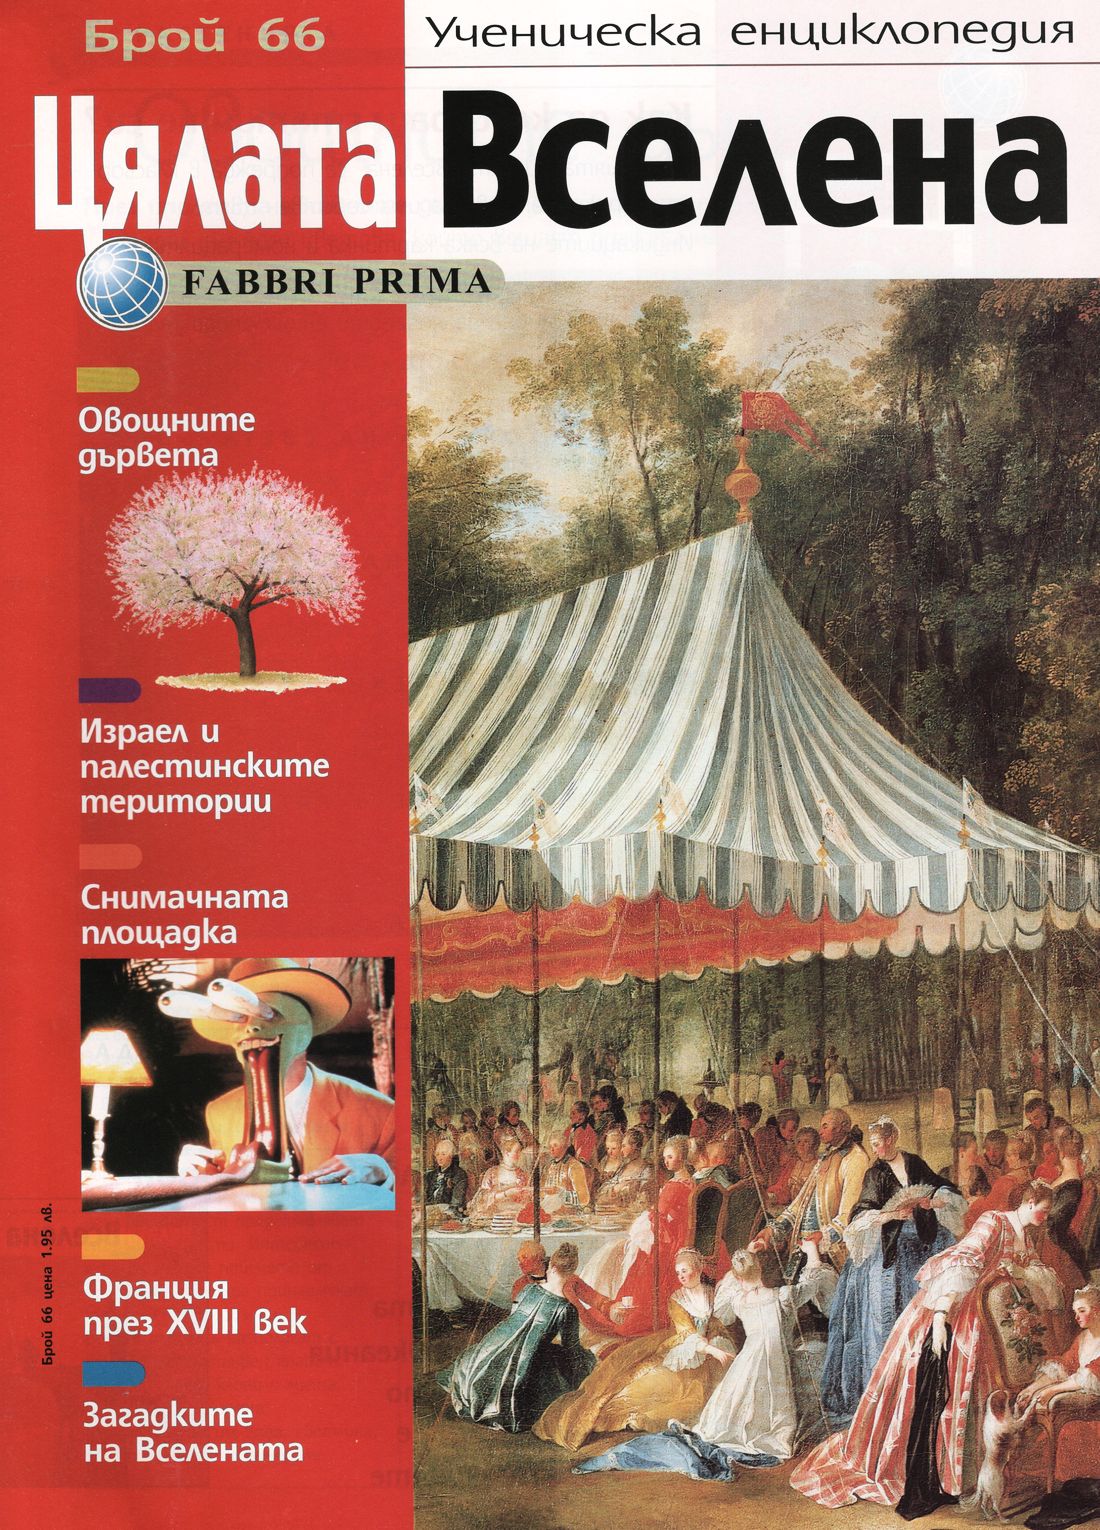 Брой 66
Ученическа енциклопедия
Цялата Вселена
FABBRI PRIMA
Овощните
дървета
Израел и
палестинските
територии
Снимачната
площадка
Франция
през XVIII век
Загадките
на Вселената
Брой 66 цена 1.95 лв.